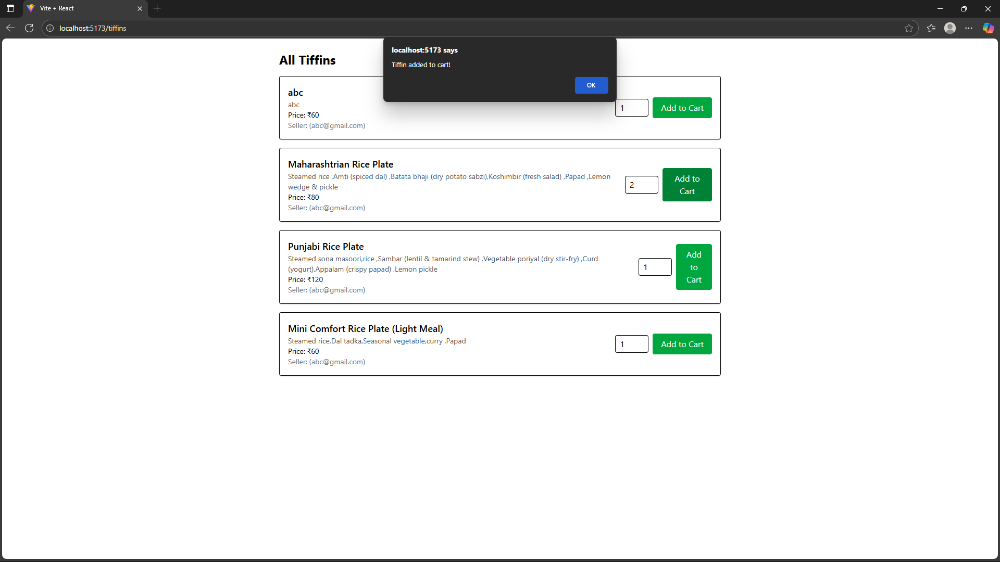 Vite + React
localhost:5173/tiffins
localhost:5173 says
Tiffin added to cart!
OK
All Tiffins
abc
abc
Price: ₹60
Seller: (abc@gmail.com)
1
Add to Cart
Maharashtrian Rice Plate
Steamed rice ,Amti (spiced dal) ,Batata bhaji (dry potato sabzi),Koshimbir (fresh salad) ,Papad ,Lemon
wedge & pickle
Price: ₹80
Seller: (abc@gmail.com)
2
Add to
Cart
Punjabi Rice Plate
Steamed sona masoori,rice ,Sambar (lentil & tamarind stew) ,Vegetable poriyal (dry stir-fry) ,Curd
(yogurt),Appalam (crispy papad) ,Lemon pickle
Price: ₹120
Seller: (abc@gmail.com)
1
Add
to
Cart
Mini Comfort Rice Plate (Light Meal)
Steamed rice,Dal tadka,Seasonal vegetable,curry ,Papad
Price: ₹60
Seller: (abc@gmail.com)
1
Add to Cart